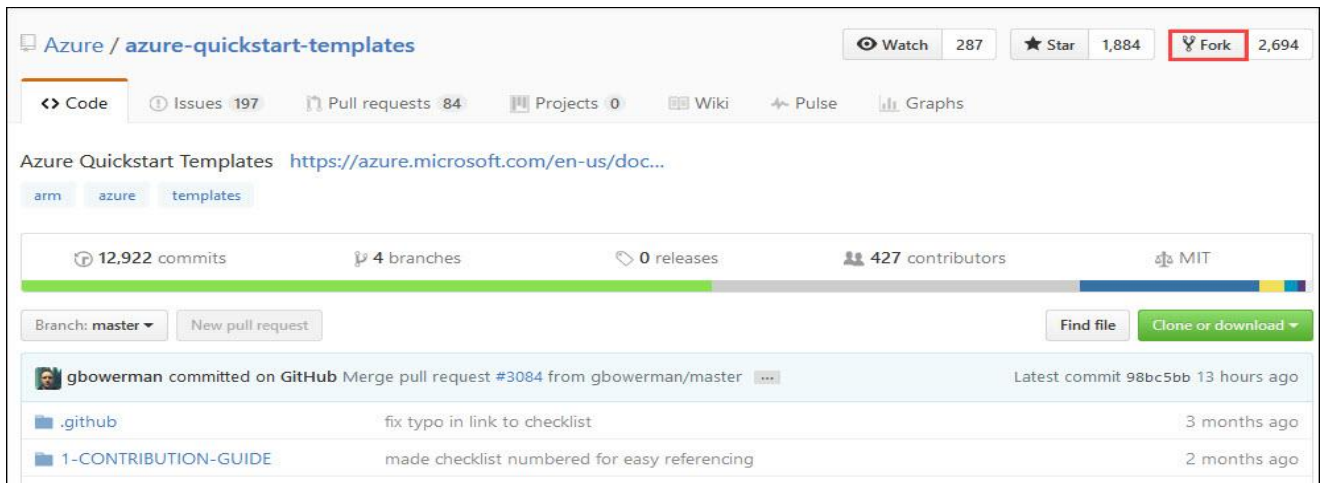 Azure / azure-quickstart-templates Watch 287 Star 1,884 Fork 2,694
<> Code Issues 197 Pull requests 84 Projects 0 Wiki Pulse Graphs
Azure Quickstart Templates https://azure.microsoft.com/en-us/doc...
arm azure templates
12,922 commits 4 branches 0 releases 427 contributors MIT
Branch: master New pull request Find file Clone or download
gbowerman committed on GitHub Merge pull request #3084 from gbowerman/master ... Latest commit 98bc5bb 13 hours ago
.github fix typo in link to checklist 3 months ago
1-CONTRIBUTION-GUIDE made checklist numbered for easy referencing 2 months ago